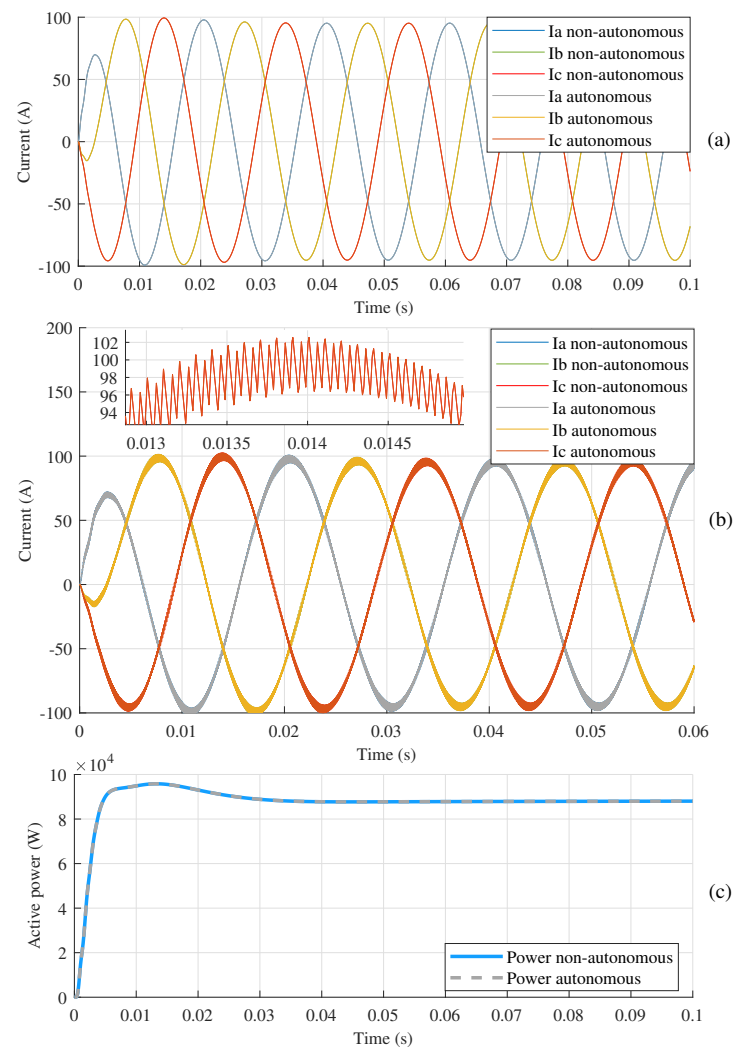 100
50
0
-50
-100
Current (A)
Ia non-autonomous
Ib non-autonomous
Ic non-autonomous
Ia autonomous
Ib autonomous
Ic autonomous
(a)
0 0.01 0.02 0.03 0.04 0.05 0.06 0.07 0.08 0.09 0.1
Time (s)
200
150
100
50
0
-50
-100
Current (A)
102
100
98
96
94
0.013 0.0135 0.014 0.0145
Ia non-autonomous
Ib non-autonomous
Ic non-autonomous
Ia autonomous
Ib autonomous
Ic autonomous
(b)
0 0.01 0.02 0.03 0.04 0.05 0.06
Time (s)
×10⁴
10
8
6
4
2
0
Active power (W)
Power non-autonomous
Power autonomous
(c)
0 0.01 0.02 0.03 0.04 0.05 0.06 0.07 0.08 0.09 0.1
Time (s)